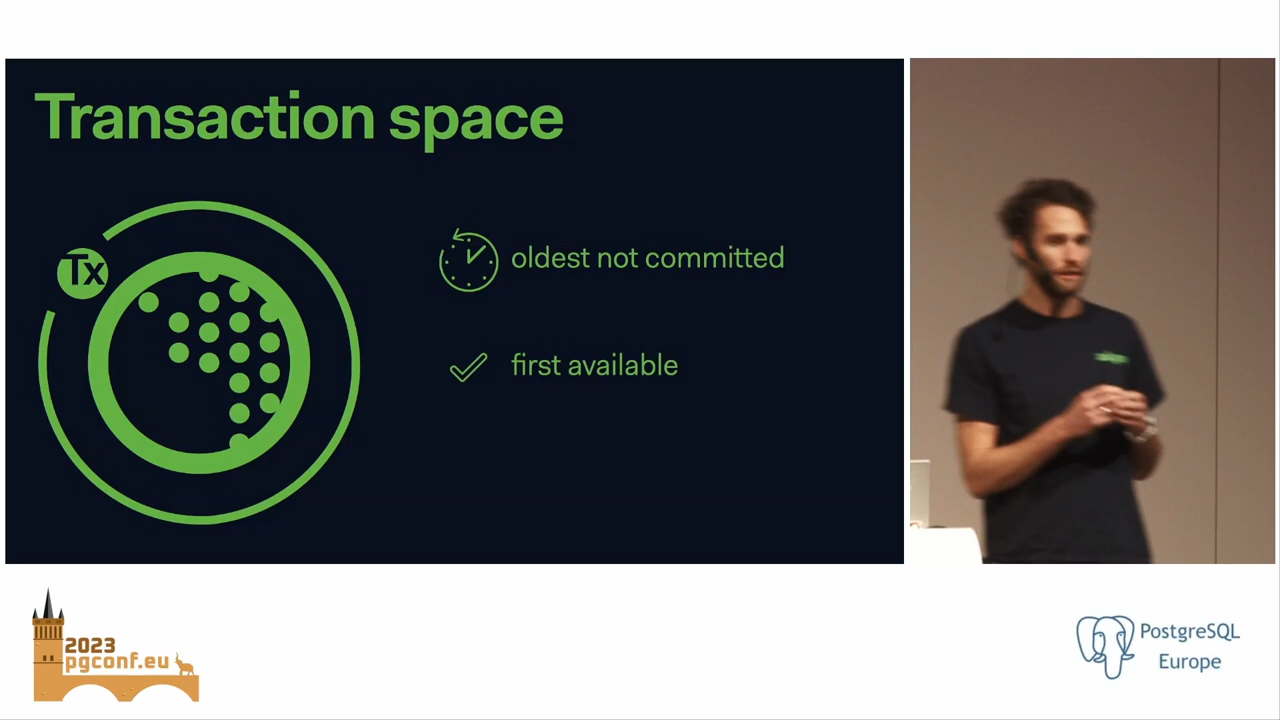 Transaction space
Tx
oldest not committed
first available
2023
pgconf.eu
PostgreSQL
Europe